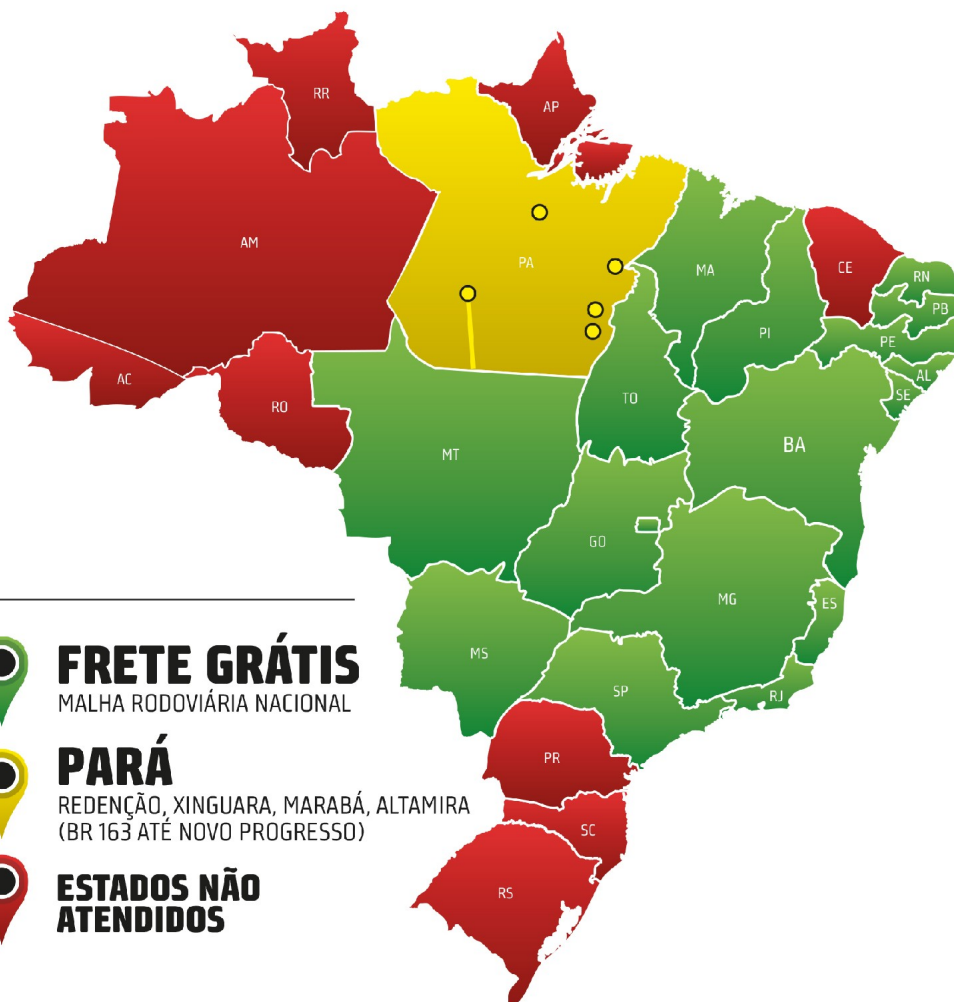 RR
AP
AM
PA
MA
CE
RN
PB
PI
PE
AL
SE
AC
RO
TO
MT
BA
GO
MG
ES
MS
SP
RJ
PR
SC
RS
FRETE GRÁTIS
MALHA RODOVIÁRIA NACIONAL
PARÁ
REDENÇÃO, XINGUARA, MARABÁ, ALTAMIRA
(BR 163 ATÉ NOVO PROGRESSO)
ESTADOS NÃO
ATENDIDOS